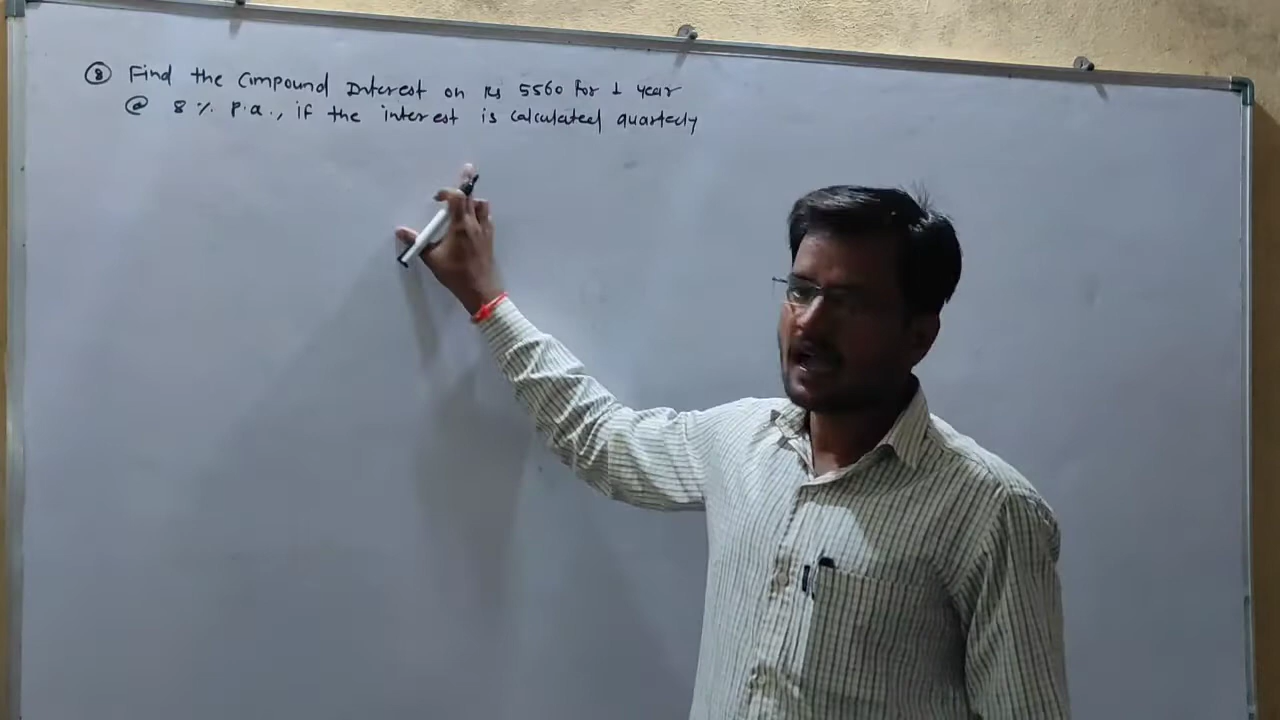 ⑧ Find the Compound Interest on Rs 5560 for 1 year
@ 8% P.a., if the interest is calculated quarterly